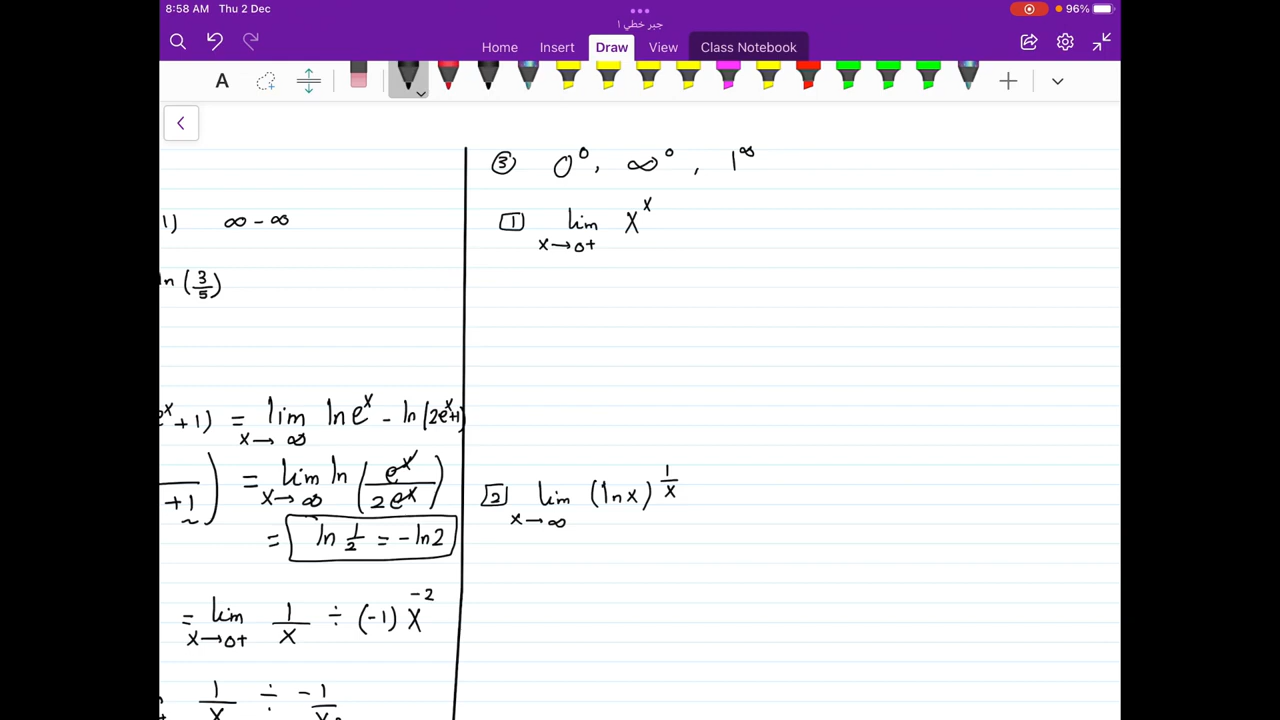 8:58 AM Thu 2 Dec
96%
جبر خطي ١
Home Insert Draw View Class Notebook
A
③ 0⁰, ∞⁰, 1^∞
1) ∞ - ∞
[1] lim x→0+ x^x
ln (3/5)
e^x + 1) = lim x→∞ ln e^x - ln(2e^x+1)
+1) = lim x→∞ ln (e^x / 2e^x)
[2] lim x→∞ (ln x)^(1/x)
= ln 1/2 = -ln2
= lim x→0+ 1/x ÷ (-1) x^-2
1/x ÷ -1/x²